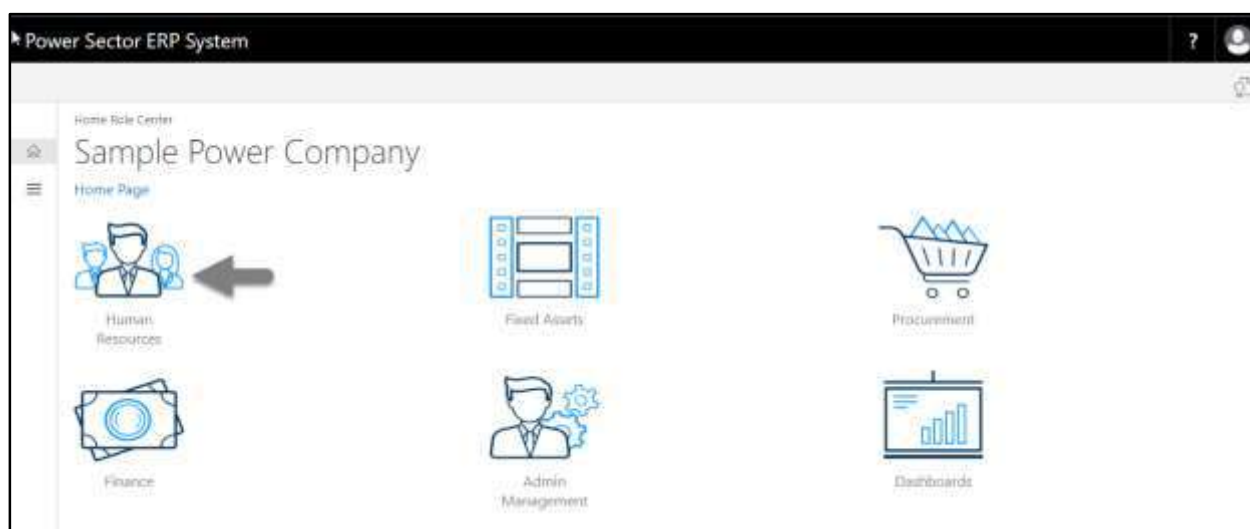 Power Sector ERP System ?
Home Role Center
Sample Power Company
Home Page
Human
Resources
Fixed Assets
Procurement
Finance
Admin
Management
Dashboards